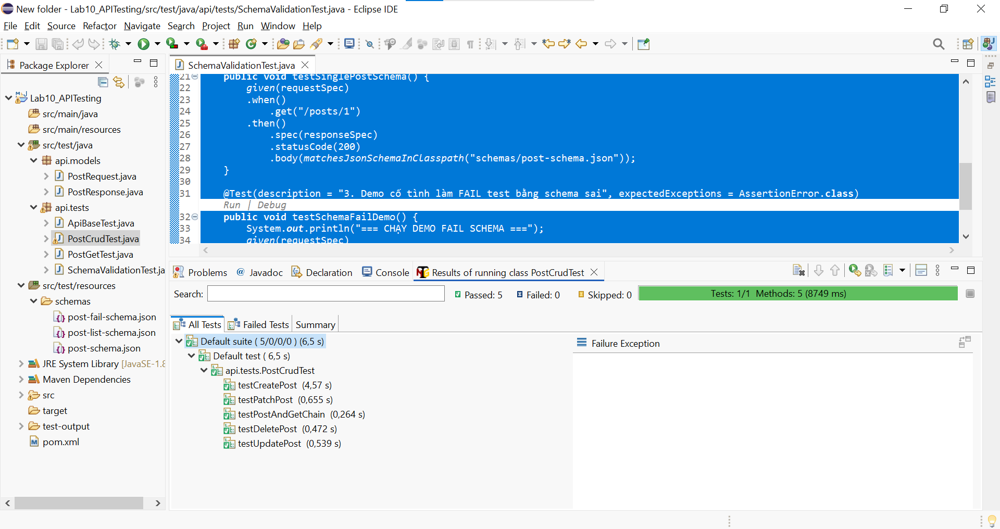 New folder - Lab10_APITesting/src/test/java/api/tests/SchemaValidationTest.java - Eclipse IDE
File Edit Source Refactor Navigate Search Project Run Window Help
Package Explorer
Lab10_APITesting
src/main/java
src/main/resources
src/test/java
api.models
PostRequest.java
PostResponse.java
api.tests
ApiBaseTest.java
PostCrudTest.java
PostGetTest.java
SchemaValidationTest.ja
src/test/resources
schemas
post-fail-schema.json
post-list-schema.json
post-schema.json
JRE System Library [JavaSE-1.8
Maven Dependencies
src
target
test-output
pom.xml
SchemaValidationTest.java
21 public void testSinglePostSchema() {
22 given(requestSpec)
23 .when()
24 .get("/posts/1")
25 .then()
26 .spec(responseSpec)
27 .statusCode(200)
28 .body(matchesJsonSchemaInClasspath("schemas/post-schema.json"));
29 }
30
31 @Test(description = "3. Demo cố tình làm FAIL test bằng schema sai", expectedExceptions = AssertionError.class)
Run | Debug
32 public void testSchemaFailDemo() {
33 System.out.println("=== CHẠY DEMO FAIL SCHEMA ===");
34 given(requestSpec)
Problems @ Javadoc Declaration Console Results of running class PostCrudTest
Search: Passed: 5 Failed: 0 Skipped: 0 Tests: 1/1 Methods: 5 (8749 ms)
All Tests Failed Tests Summary
Default suite ( 5/0/0/0 ) (6,5 s)
Default test ( 6,5 s)
api.tests.PostCrudTest
testCreatePost (4,57 s)
testPatchPost (0,655 s)
testPostAndGetChain (0,264 s)
testDeletePost (0,472 s)
testUpdatePost (0,539 s)
Failure Exception